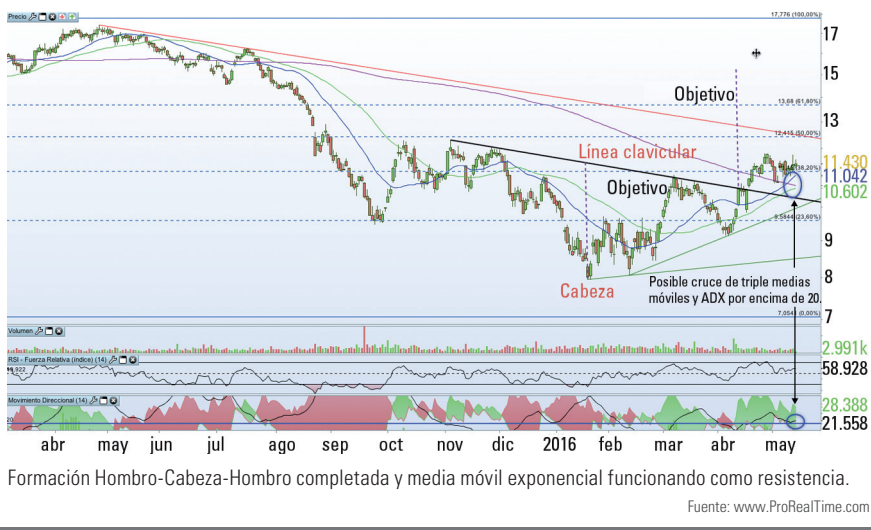 Precio
17,776 (100,00%)
17
15
Objetivo
13,68 (61,80%)
13
12,415 (50,00%)
Línea clavicular
(38,20%)
11.430
11.042
Objetivo
10.602
9,5844 (23,60%)
9
8
Cabeza
Posible cruce de triple medias
móviles y ADX por encima de 20.
7,0543 (0,00%)
7
Volumen
2.991k
RSI - Fuerza Relativa (índice) (14)
58.928
Movimiento Direccional (14)
28.388
20
21.558
abr may jun jul ago sep oct nov dic 2016 feb mar abr may
Formación Hombro-Cabeza-Hombro completada y media móvil exponencial funcionando como resistencia.
Fuente: www.ProRealTime.com